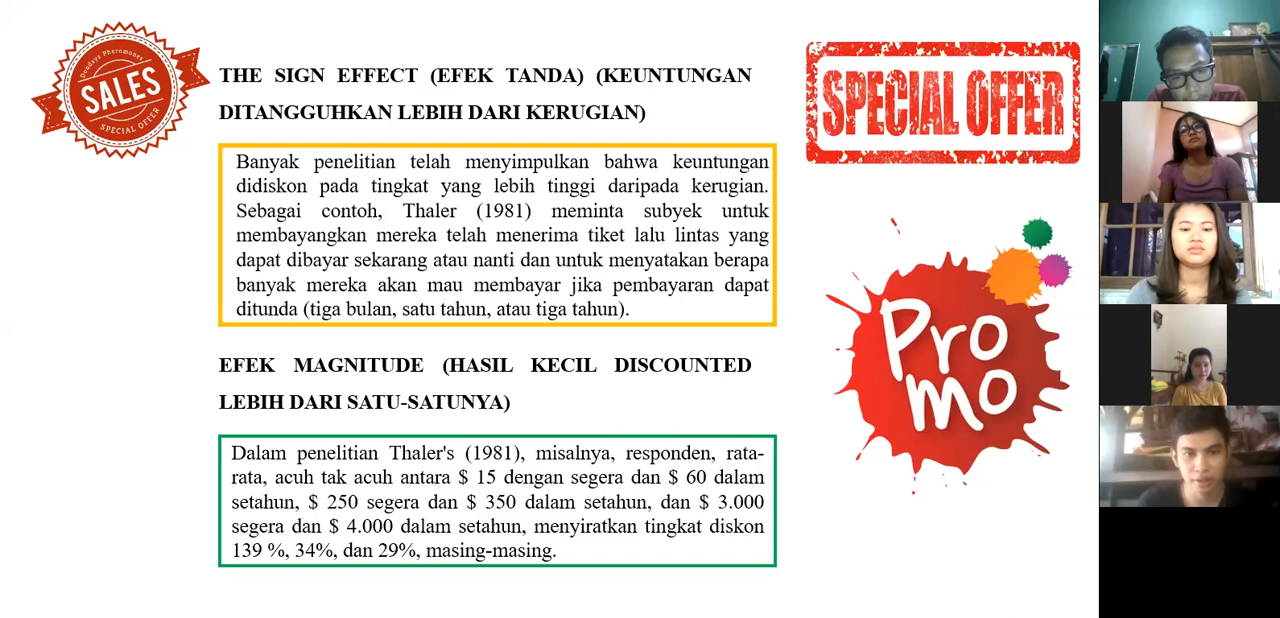 Dondaya Pheromones
SALES
SPECIAL OFFER
THE SIGN EFFECT (EFEK TANDA) (KEUNTUNGAN
DITANGGUHKAN LEBIH DARI KERUGIAN)
Banyak penelitian telah menyimpulkan bahwa keuntungan
didiskon pada tingkat yang lebih tinggi daripada kerugian.
Sebagai contoh, Thaler (1981) meminta subyek untuk
membayangkan mereka telah menerima tiket lalu lintas yang
dapat dibayar sekarang atau nanti dan untuk menyatakan berapa
banyak mereka akan mau membayar jika pembayaran dapat
ditunda (tiga bulan, satu tahun, atau tiga tahun).
EFEK MAGNITUDE (HASIL KECIL DISCOUNTED
LEBIH DARI SATU-SATUNYA)
Dalam penelitian Thaler's (1981), misalnya, responden, rata-
rata, acuh tak acuh antara $ 15 dengan segera dan $ 60 dalam
setahun, $ 250 segera dan $ 350 dalam setahun, dan $ 3.000
segera dan $ 4.000 dalam setahun, menyiratkan tingkat diskon
139 %, 34%, dan 29%, masing-masing.
SPECIAL OFFER
Pro
mo